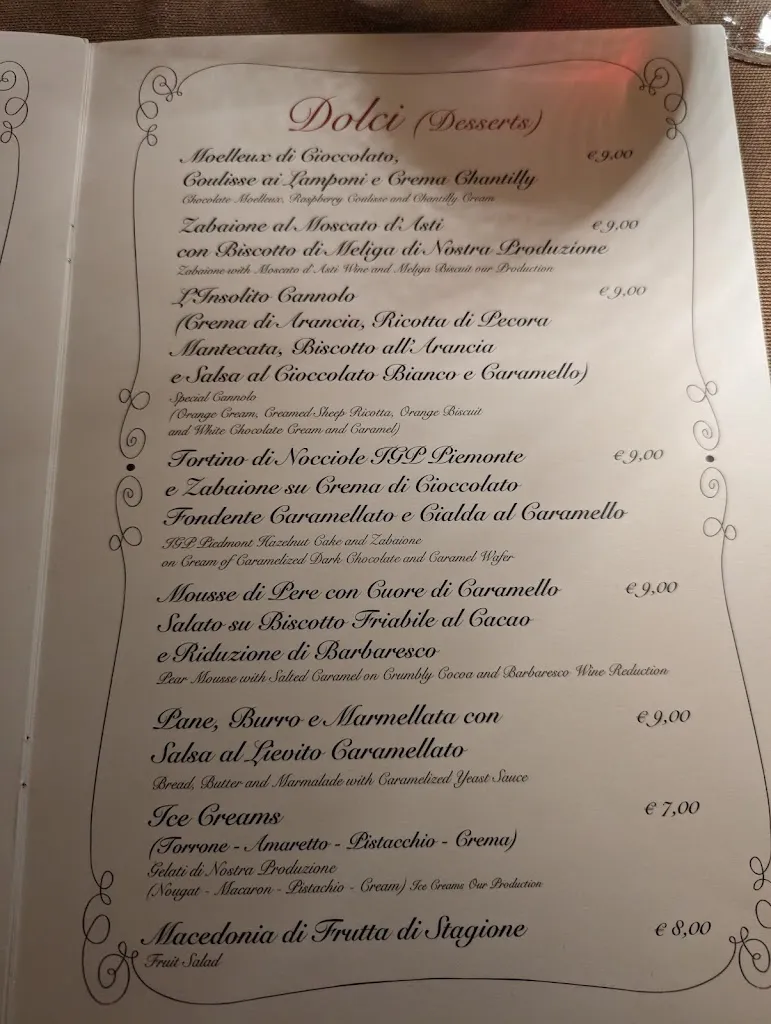 Dolci (Desserts)
Moelleux di Cioccolato, € 9,00
Coulisse ai Lamponi e Crema Chantilly
Chocolate Moelleux, Raspberry Coulisse and Chantilly Cream
Zabaione al Moscato d'Asti € 9,00
con Biscotto di Meliga di Nostra Produzione
Zabaione with Moscato d'Asti Wine and Meliga Biscuit our Production
L'Insolito Cannolo € 9,00
(Crema di Arancia, Ricotta di Pecora
Mantecata, Biscotto all'Arancia
e Salsa al Cioccolato Bianco e Caramello)
Special Cannolo
(Orange Cream, Creamed Sheep Ricotta, Orange Biscuit
and White Chocolate Cream and Caramel)
Tortino di Nocciole IGP Piemonte € 9,00
e Zabaione su Crema di Cioccolato
Fondente Caramellato e Cialda al Caramello
IGP Piedmont Hazelnut Cake and Zabaione
on Cream of Caramelized Dark Chocolate and Caramel Wafer
Mousse di Pere con Cuore di Caramello € 9,00
Salato su Biscotto Friabile al Cacao
e Riduzione di Barbaresco
Pear Mousse with Salted Caramel on Crumbly Cocoa and Barbaresco Wine Reduction
Pane, Burro e Marmellata con € 9,00
Salsa al Lievito Caramellato
Bread, Butter and Marmalade with Caramelized Yeast Sauce
Ice Creams € 7,00
(Torrone - Amaretto - Pistacchio - Crema)
Gelati di Nostra Produzione
(Nougat - Macaron - Pistachio - Cream) Ice Creams Our Production
Macedonia di Frutta di Stagione € 8,00
Fruit Salad